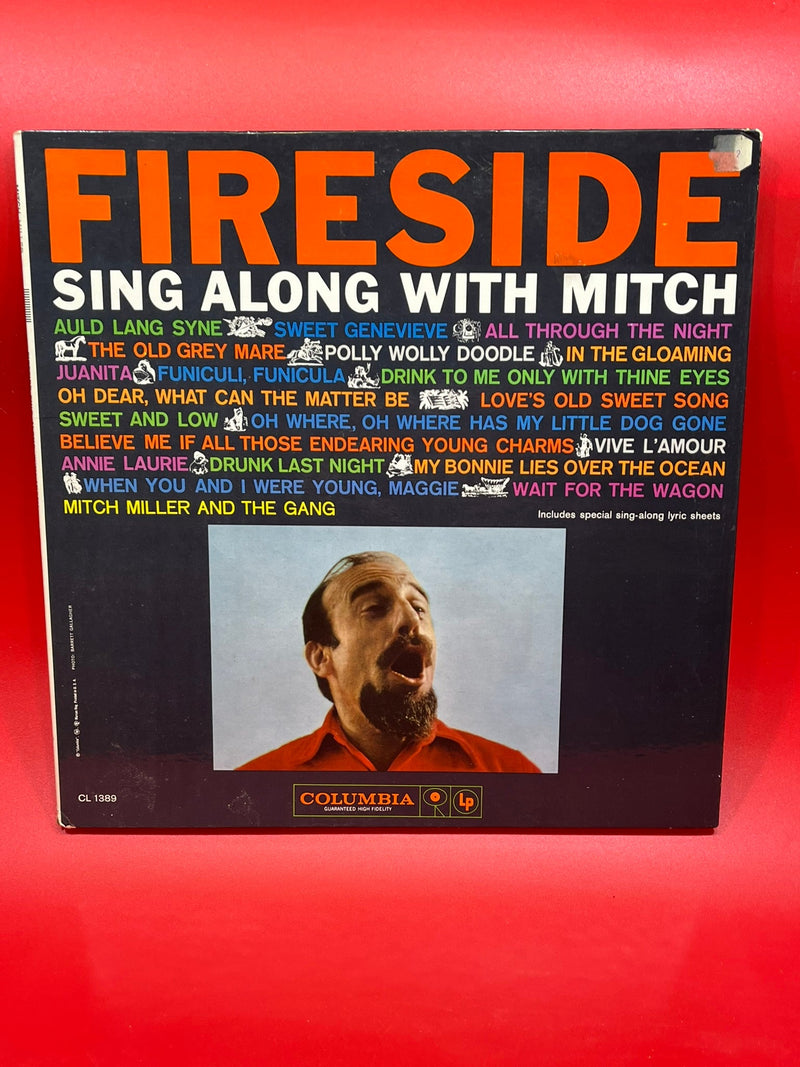 FIRESIDE
SING ALONG WITH MITCH
AULD LANG SYNE SWEET GENEVIEVE ALL THROUGH THE NIGHT
THE OLD GREY MARE POLLY WOLLY DOODLE IN THE GLOAMING
JUANITA FUNICULI, FUNICULA DRINK TO ME ONLY WITH THINE EYES
OH DEAR, WHAT CAN THE MATTER BE LOVE'S OLD SWEET SONG
SWEET AND LOW OH WHERE, OH WHERE HAS MY LITTLE DOG GONE
BELIEVE ME IF ALL THOSE ENDEARING YOUNG CHARMS VIVE L'AMOUR
ANNIE LAURIE DRUNK LAST NIGHT MY BONNIE LIES OVER THE OCEAN
WHEN YOU AND I WERE YOUNG, MAGGIE WAIT FOR THE WAGON
MITCH MILLER AND THE GANG
Includes special sing-along lyric sheets
PHOTO: BARRETT GALLAGHER
CL 1389
COLUMBIA
GUARANTEED HIGH FIDELITY
Lp